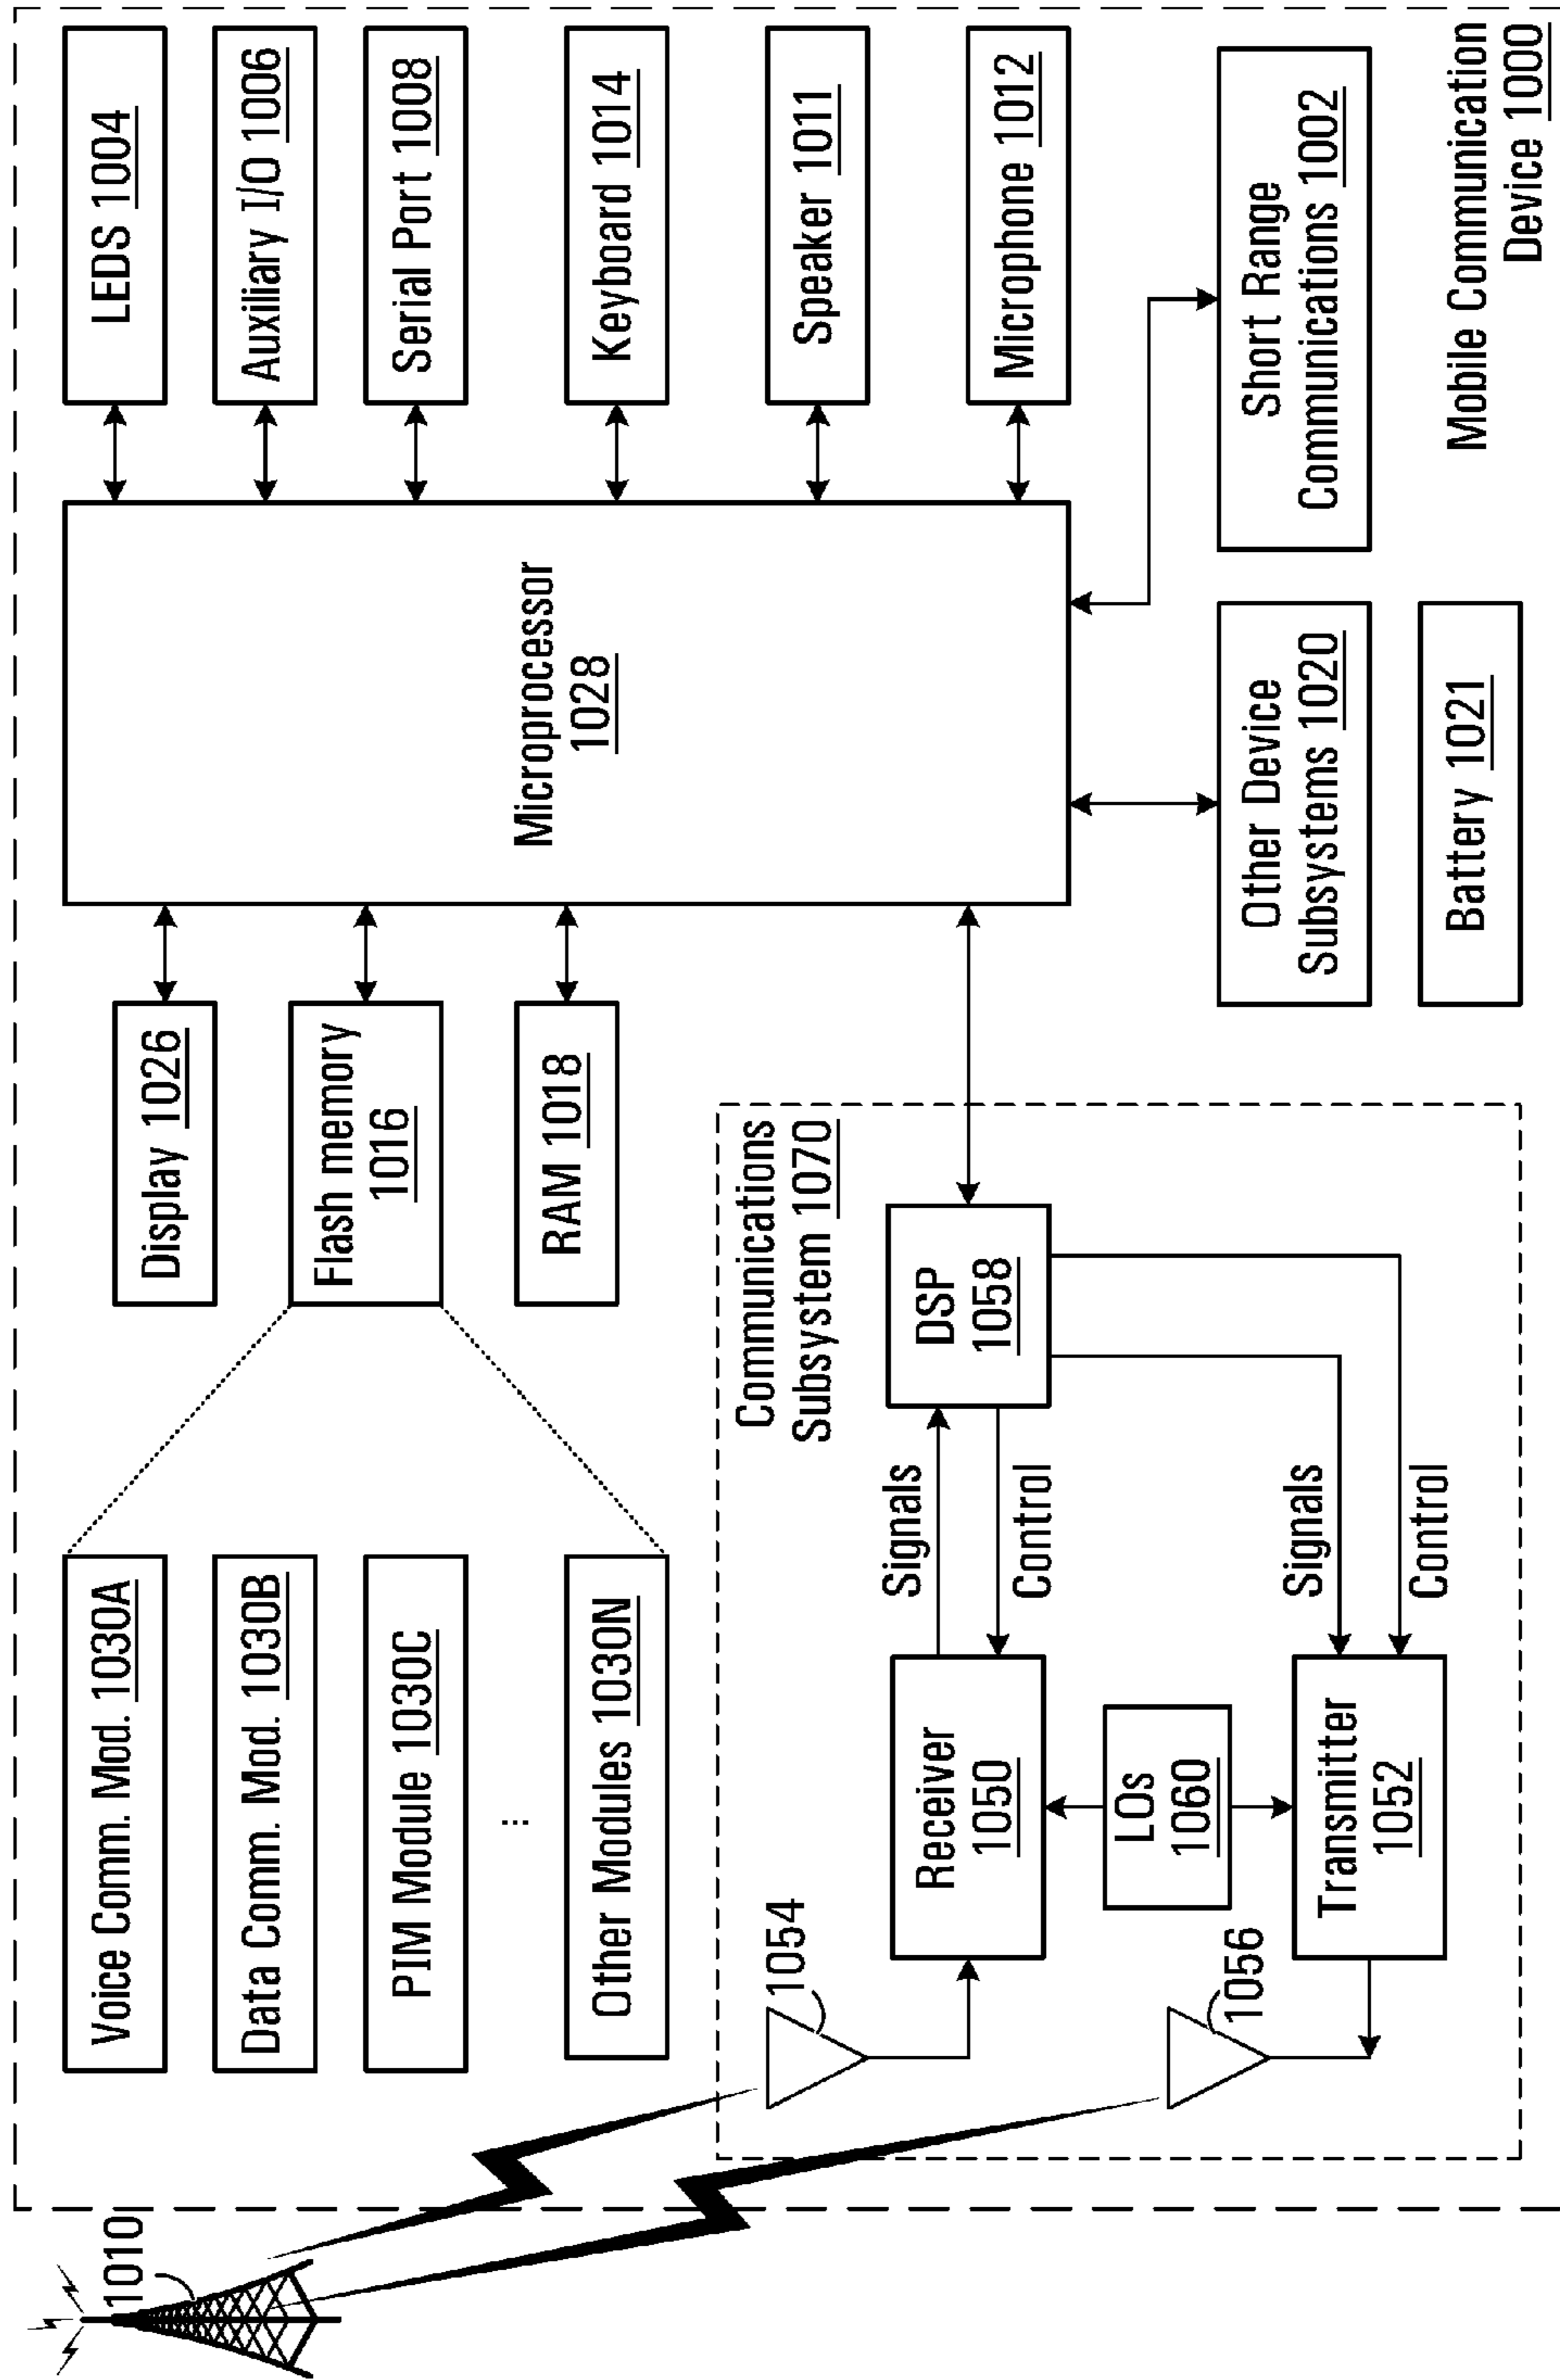 1010
Voice Comm. Mod. 1030A
Data Comm. Mod. 1030B
PIM Module 1030C
...
Other Modules 1030N
Display 1026
Flash memory
1016
RAM 1018
Microprocessor
1028
LEDS 1004
Auxiliary I/O 1006
Serial Port 1008
Keyboard 1014
Speaker 1011
Microphone 1012
Communications
Subsystem 1070
1054
Receiver
1050
Signals
Control
DSP
1058
LOs
1060
1056
Transmitter
1052
Signals
Control
Other Device
Subsystems 1020
Short Range
Communications 1002
Battery 1021
Mobile Communication
Device 1000